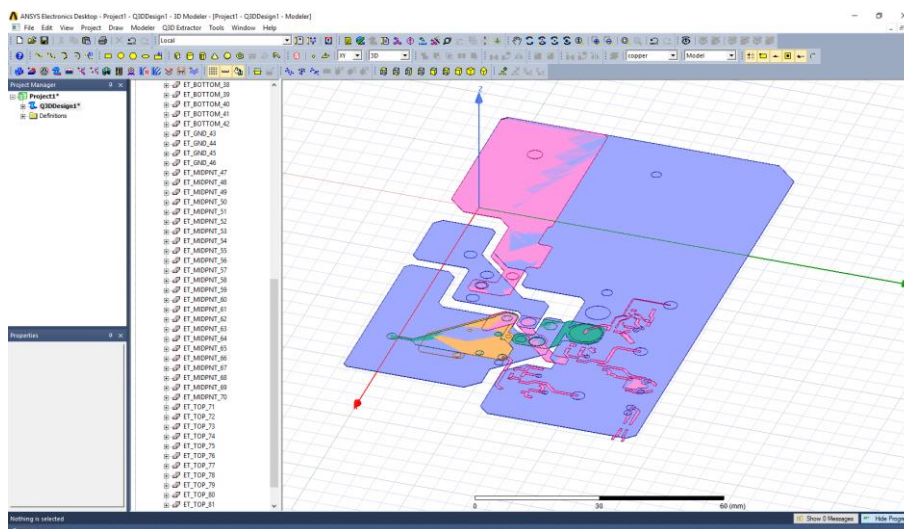 ANSYS Electronics Desktop - Project1 - Q3DDesign1 - 3D Modeler - [Project1 - Q3DDesign1 - Modeler]
File Edit View Project Draw Modeler Q3D Extractor Tools Window Help
Local
XY 3D copper Model
Project Manager
Project1*
Q3DDesign1*
Definitions
Properties
ET_BOTTOM_38
ET_BOTTOM_39
ET_BOTTOM_40
ET_BOTTOM_41
ET_BOTTOM_42
ET_GND_43
ET_GND_44
ET_GND_45
ET_GND_46
ET_MIDPNT_47
ET_MIDPNT_48
ET_MIDPNT_49
ET_MIDPNT_50
ET_MIDPNT_51
ET_MIDPNT_52
ET_MIDPNT_53
ET_MIDPNT_54
ET_MIDPNT_55
ET_MIDPNT_56
ET_MIDPNT_57
ET_MIDPNT_58
ET_MIDPNT_59
ET_MIDPNT_60
ET_MIDPNT_61
ET_MIDPNT_62
ET_MIDPNT_63
ET_MIDPNT_64
ET_MIDPNT_65
ET_MIDPNT_66
ET_MIDPNT_67
ET_MIDPNT_68
ET_MIDPNT_69
ET_MIDPNT_70
ET_TOP_71
ET_TOP_72
ET_TOP_73
ET_TOP_74
ET_TOP_75
ET_TOP_76
ET_TOP_77
ET_TOP_78
ET_TOP_79
ET_TOP_80
ET_TOP_81
Z
0 30 60 (mm)
Nothing is selected
Show 0 Messages Hide Progre